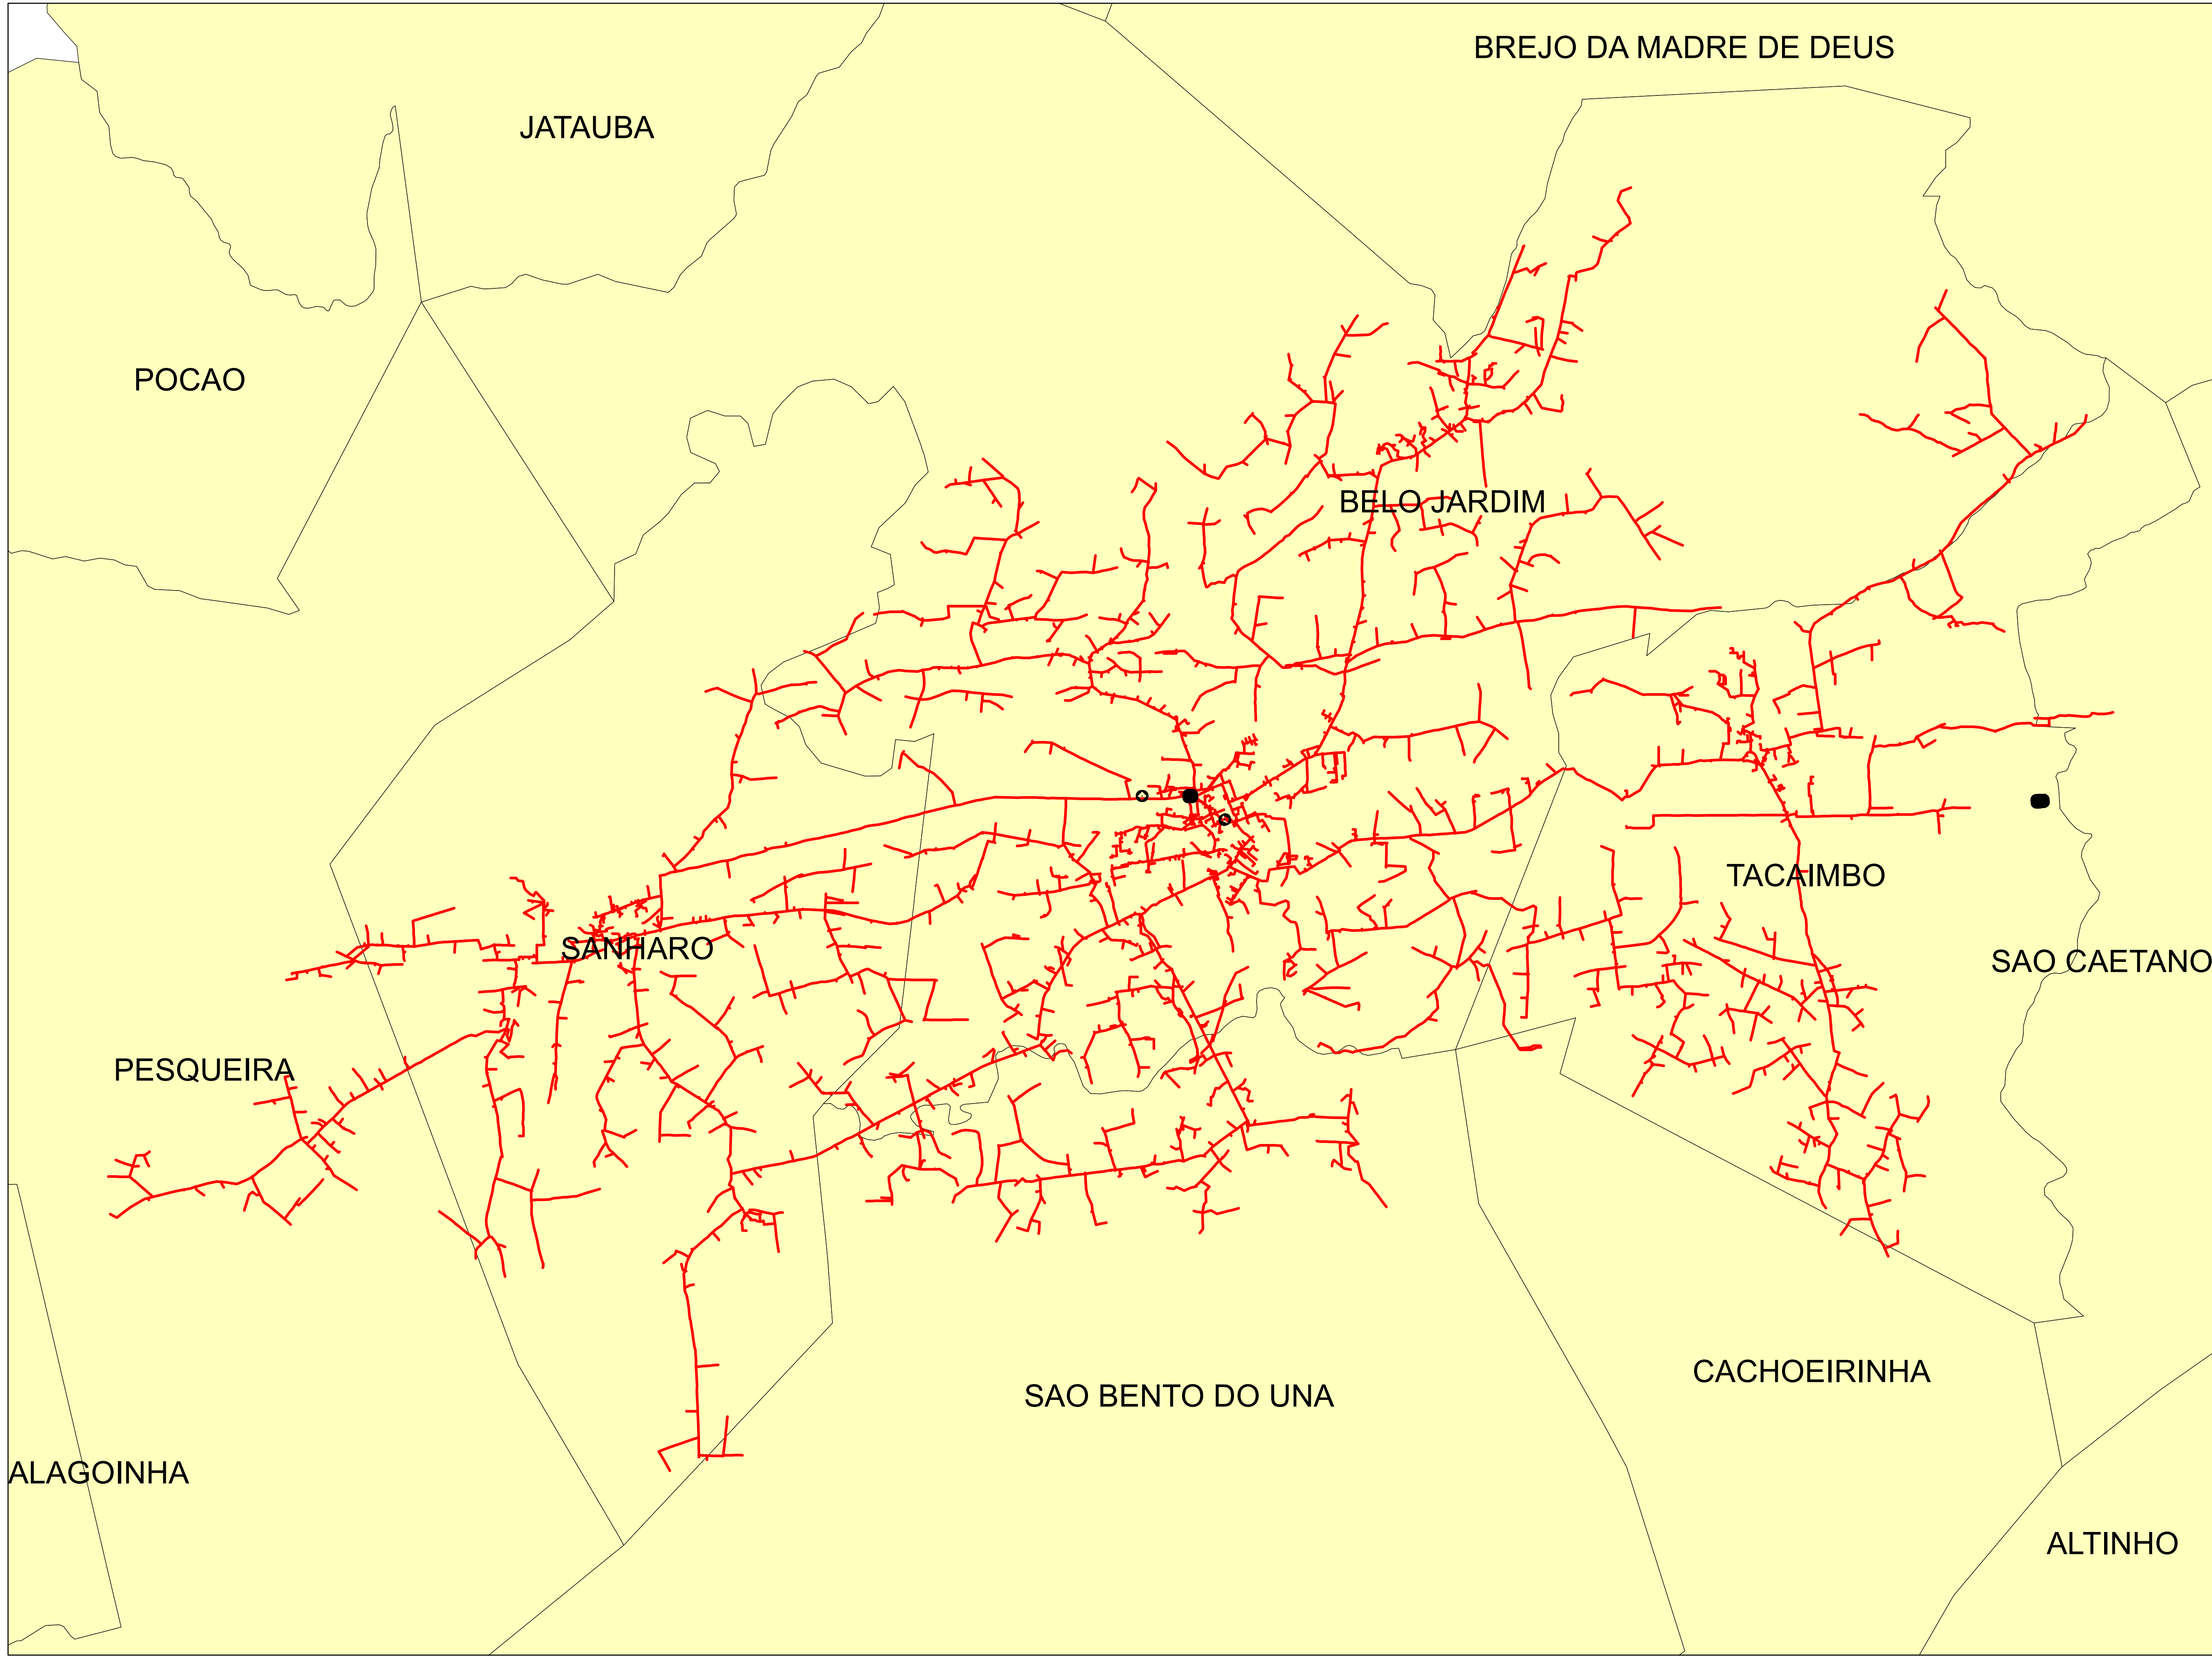 BREJO DA MADRE DE DEUS
JATAUBA
POCAO
BELO JARDIM
TACAIMBO
SANHARO
SAO CAETANO
PESQUEIRA
CACHOEIRINHA
SAO BENTO DO UNA
ALAGOINHA
ALTINHO